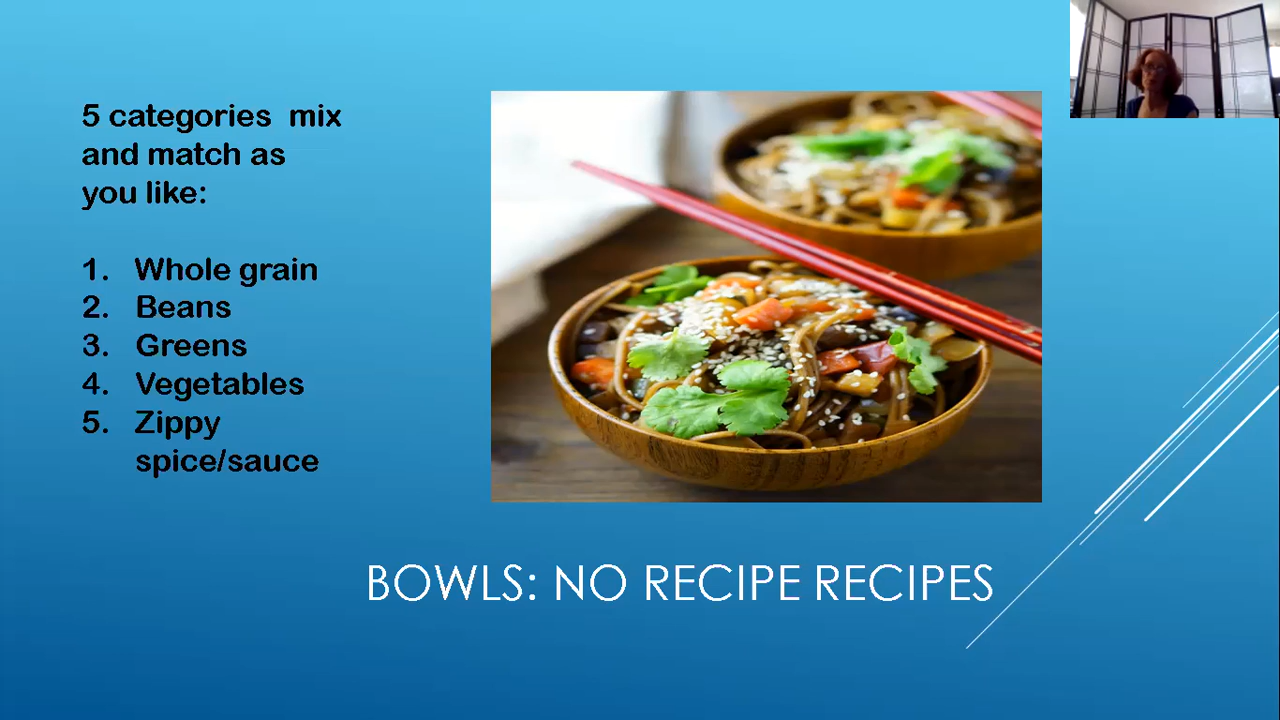 5 categories  mix
and match as
you like:
1. Whole grain
2. Beans
3. Greens
4. Vegetables
5. Zippy
spice/sauce
BOWLS: NO RECIPE RECIPES